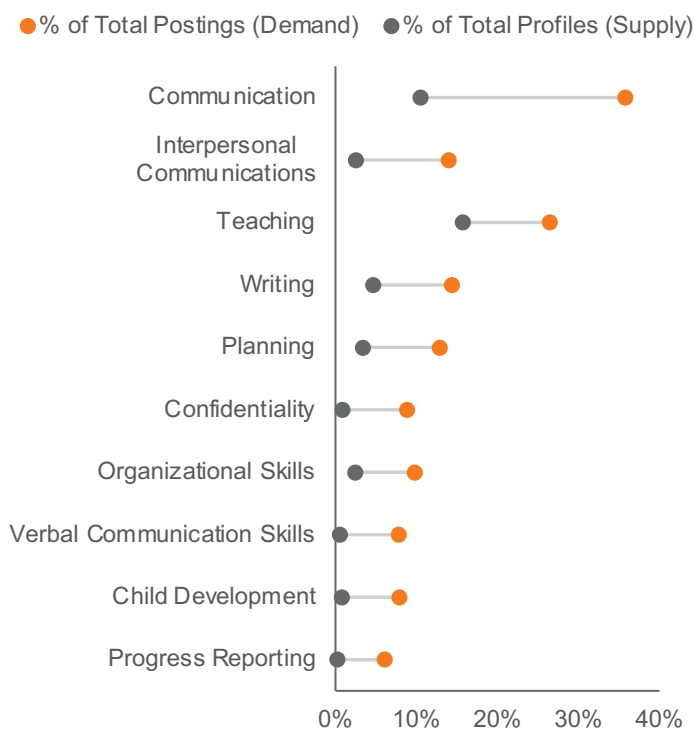 % of Total Postings (Demand) % of Total Profiles (Supply)
Communication
Interpersonal
Communications
Teaching
Writing
Planning
Confidentiality
Organizational Skills
Verbal Communication Skills
Child Development
Progress Reporting
0% 10% 20% 30% 40%